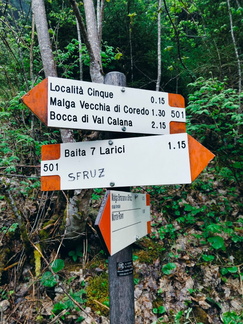 Località Cinque 0.15
Malga Vecchia di Coredo 1.30
Bocca di Val Calana 2.15
501
Baita 7 Larici 1.15
501
SFRUZ